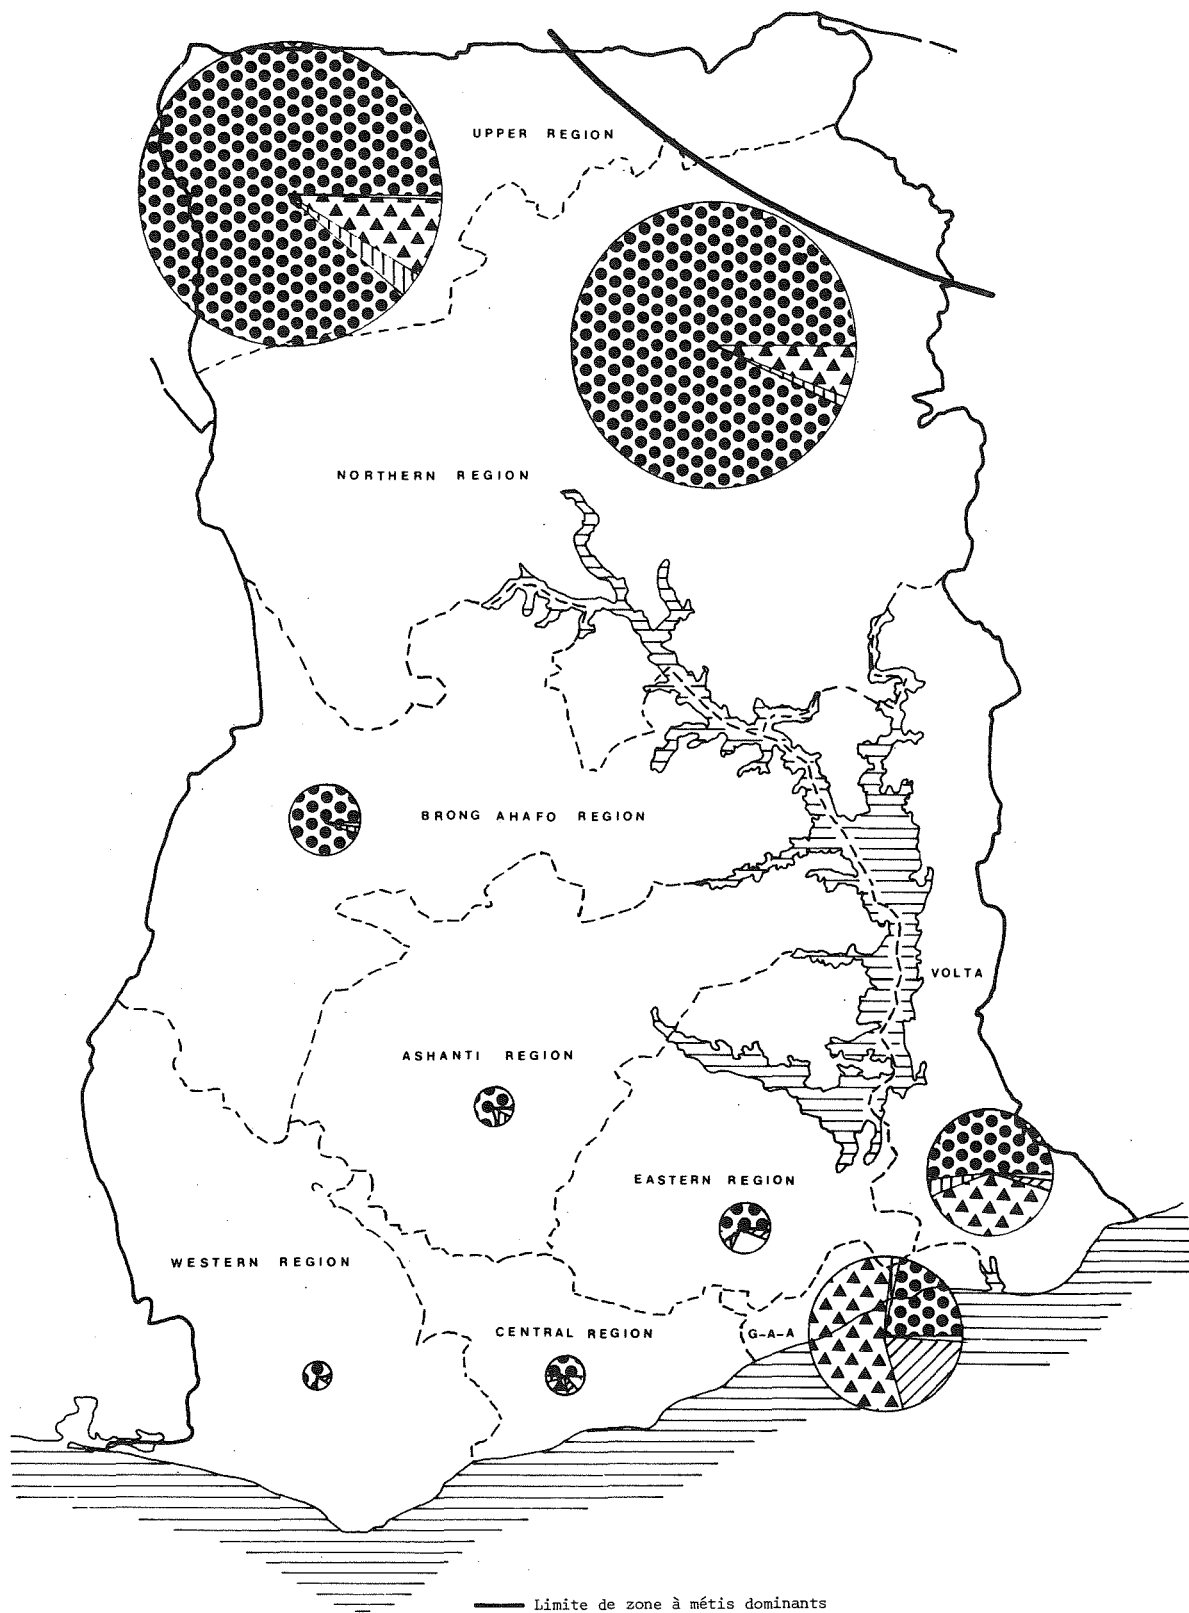 UPPER REGION
NORTHERN REGION
BRONG AHAFO REGION
VOLTA
ASHANTI REGION
EASTERN REGION
WESTERN REGION
CENTRAL REGION
G-A-A
Limite de zone à métis dominants